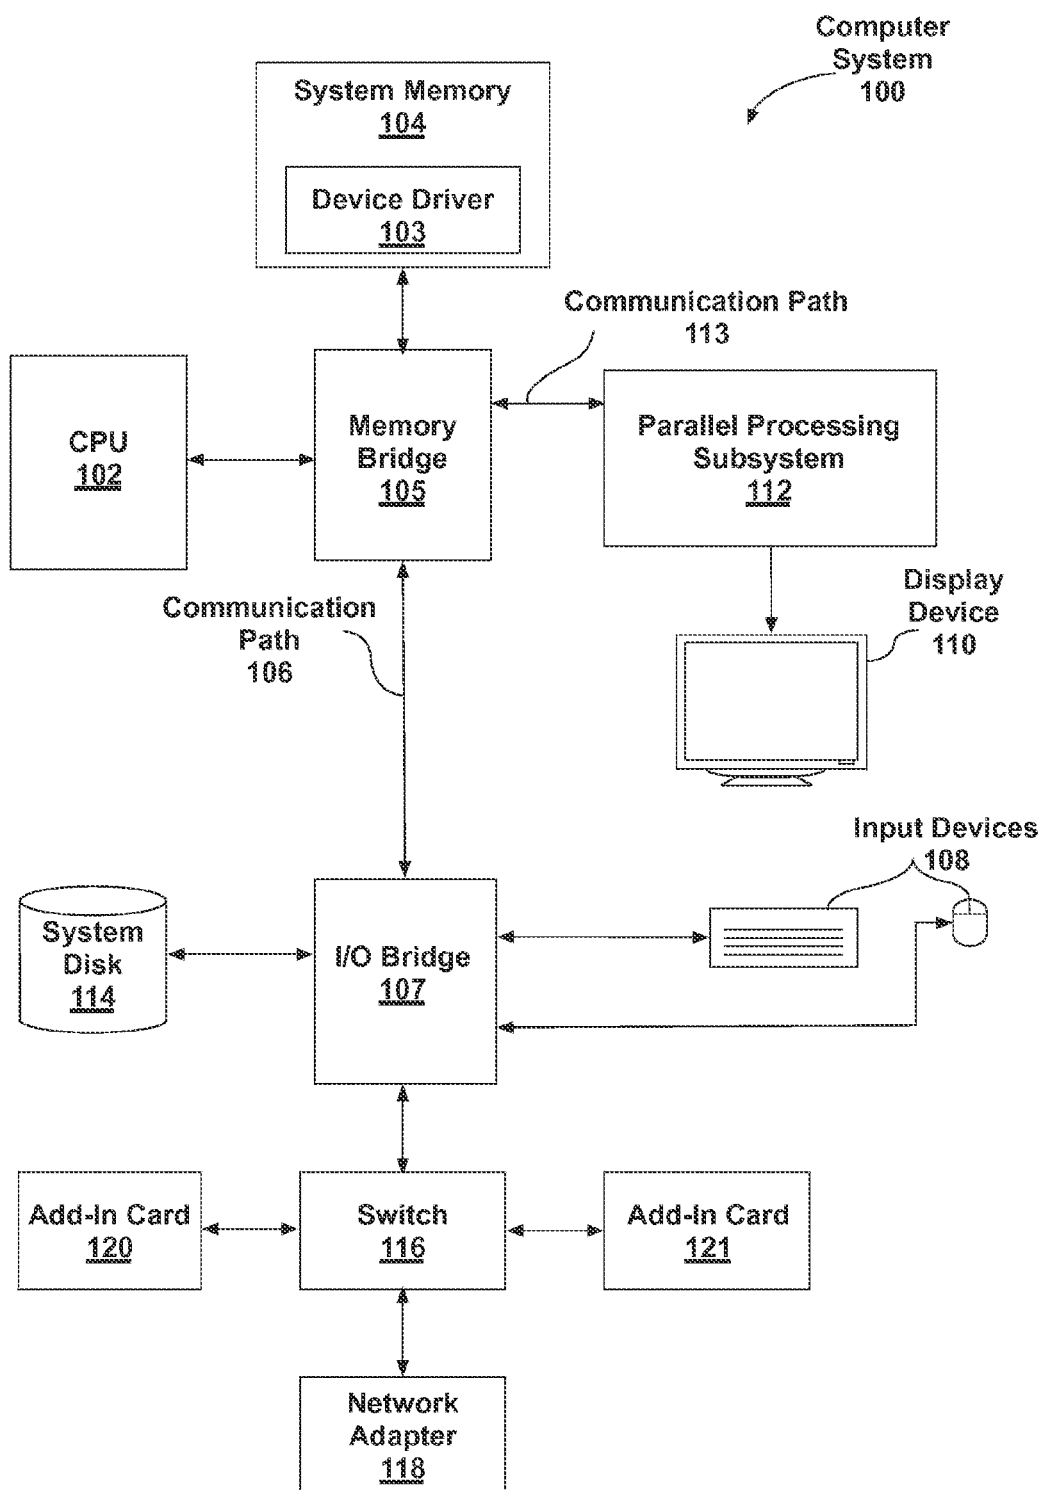 Computer
System
100
System Memory
104
Device Driver
103
Communication Path
113
CPU
102
Memory
Bridge
105
Parallel Processing
Subsystem
112
Communication
Path
106
Display
Device
110
Input Devices
108
System
Disk
114
I/O Bridge
107
Add-In Card
120
Switch
116
Add-In Card
121
Network
Adapter
118